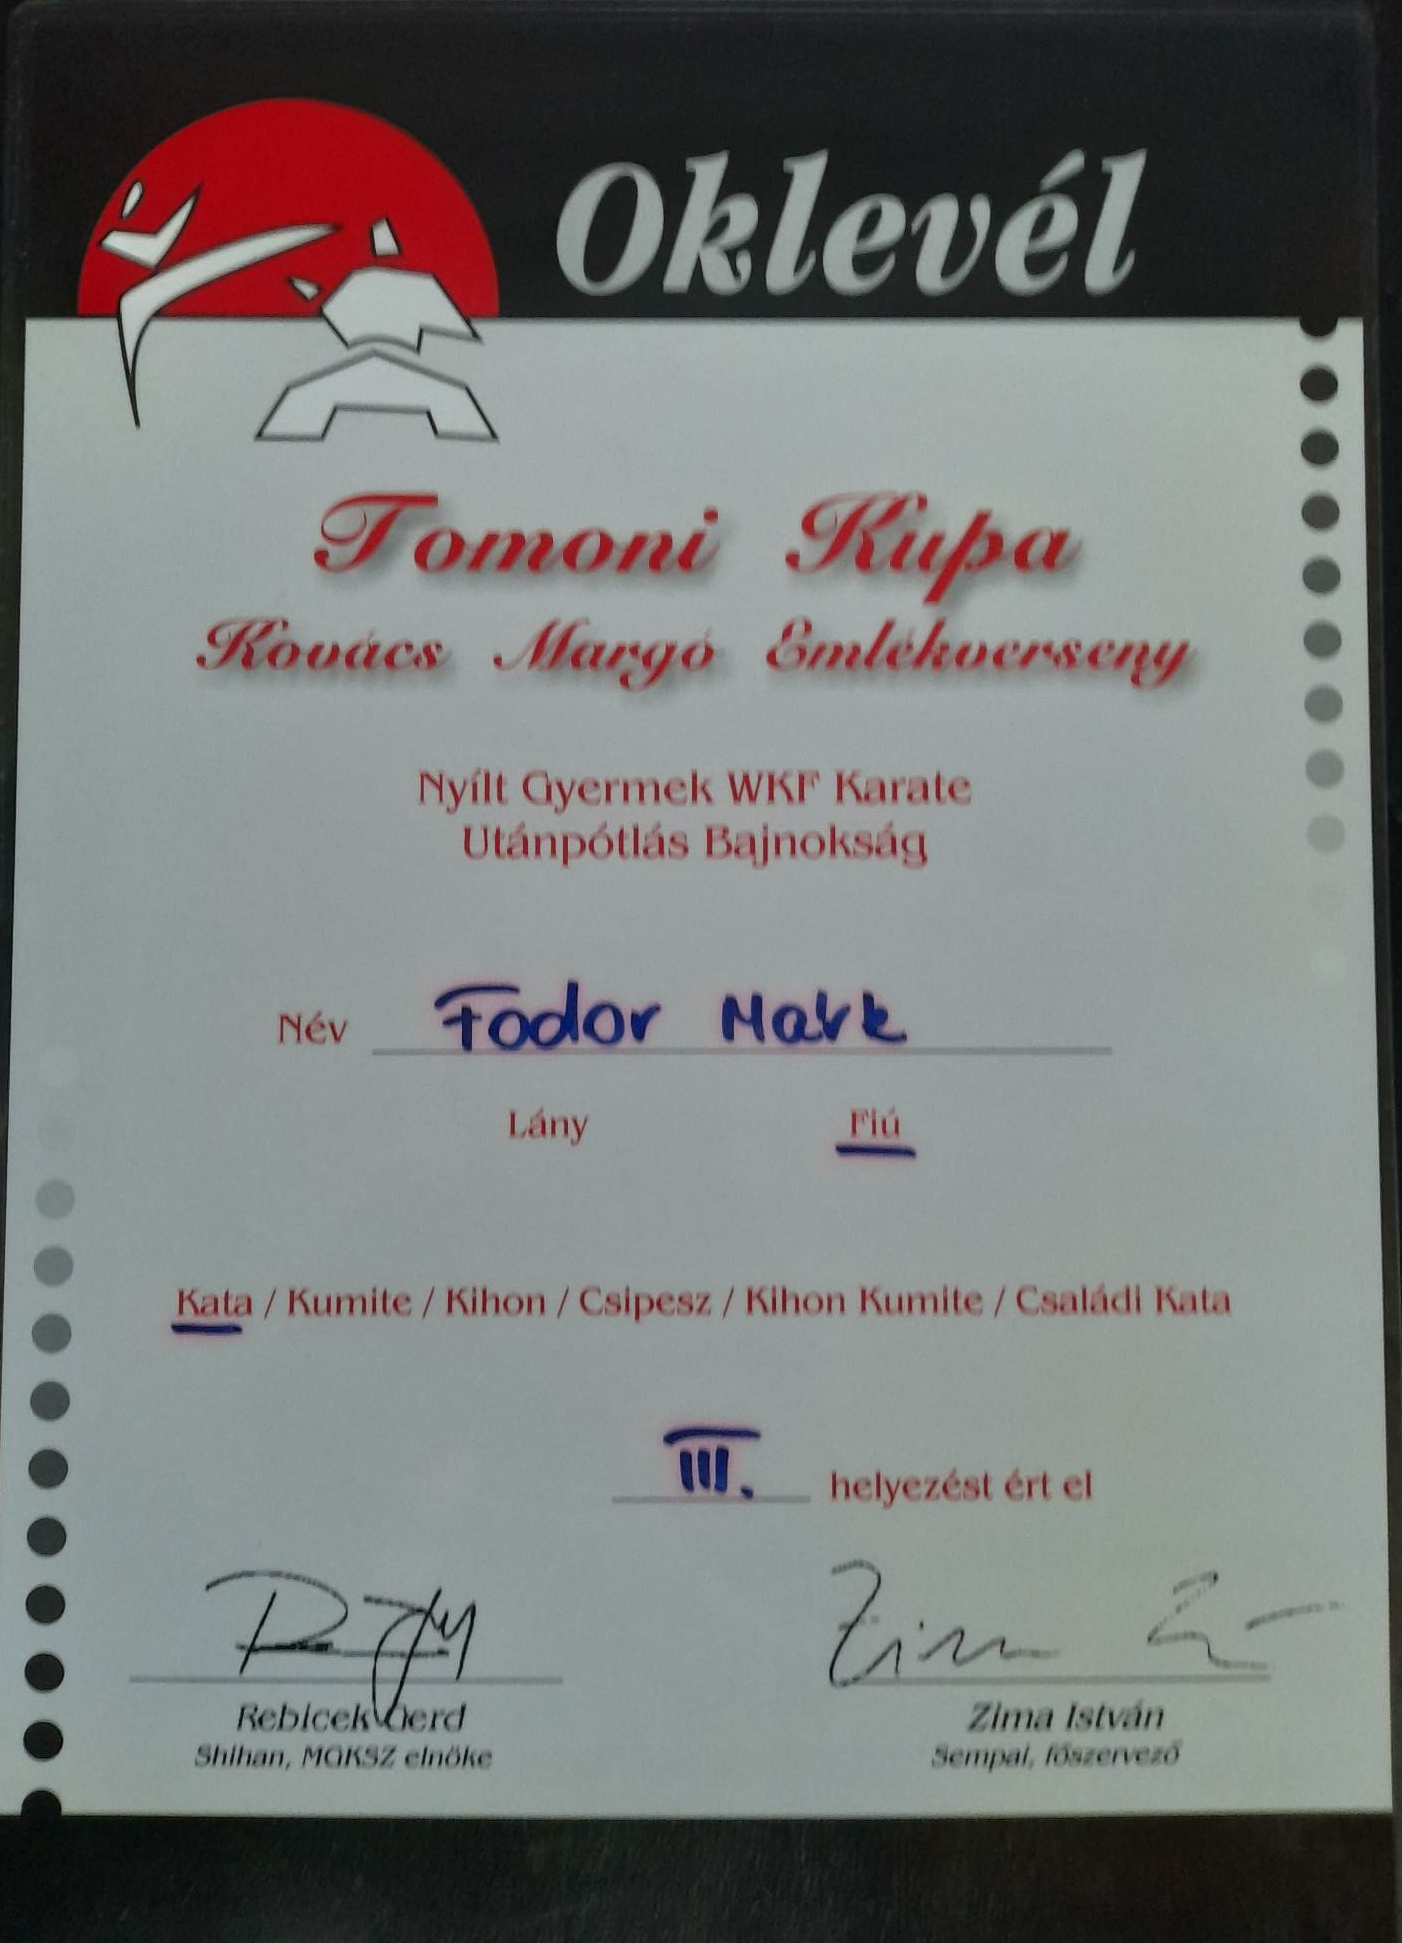 Oklevél
Tomoni Kupa
Kovács Margó Emlékverseny
Nyílt Gyermek WKF Karate
Utánpótlás Bajnokság
Név Fodor Mark
Lány Fiú
Kata / Kumite / Kihon / Csipesz / Kihon Kumite / Családi Kata
III. helyezést ért el
Rebicek Gerd Zima István
Shihan, MGKSZ elnöke Sempai, főszervező